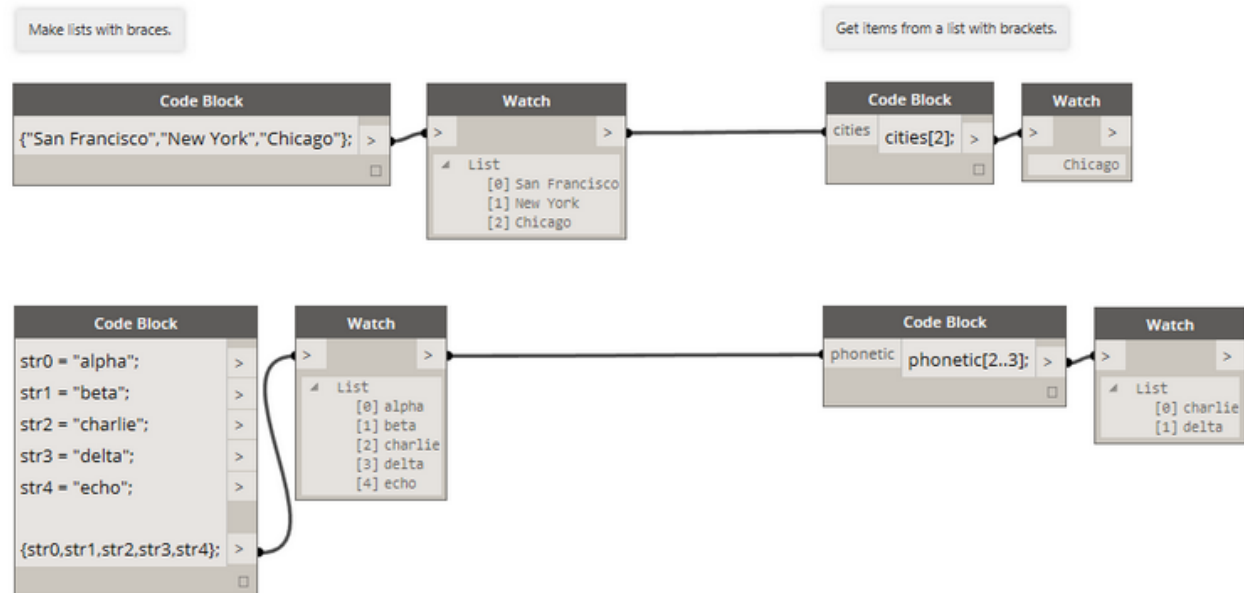 Make lists with braces.
Get items from a list with brackets.
Code Block
{"San Francisco","New York","Chicago"};
>
Watch
>
>
List
[0] San Francisco
[1] New York
[2] Chicago
Code Block
cities
cities[2];
>
Watch
>
>
Chicago
Code Block
str0 = "alpha";
>
str1 = "beta";
>
str2 = "charlie";
>
str3 = "delta";
>
str4 = "echo";
>
{str0,str1,str2,str3,str4};
>
Watch
>
>
List
[0] alpha
[1] beta
[2] charlie
[3] delta
[4] echo
Code Block
phonetic
phonetic[2..3];
>
Watch
>
>
List
[0] charlie
[1] delta